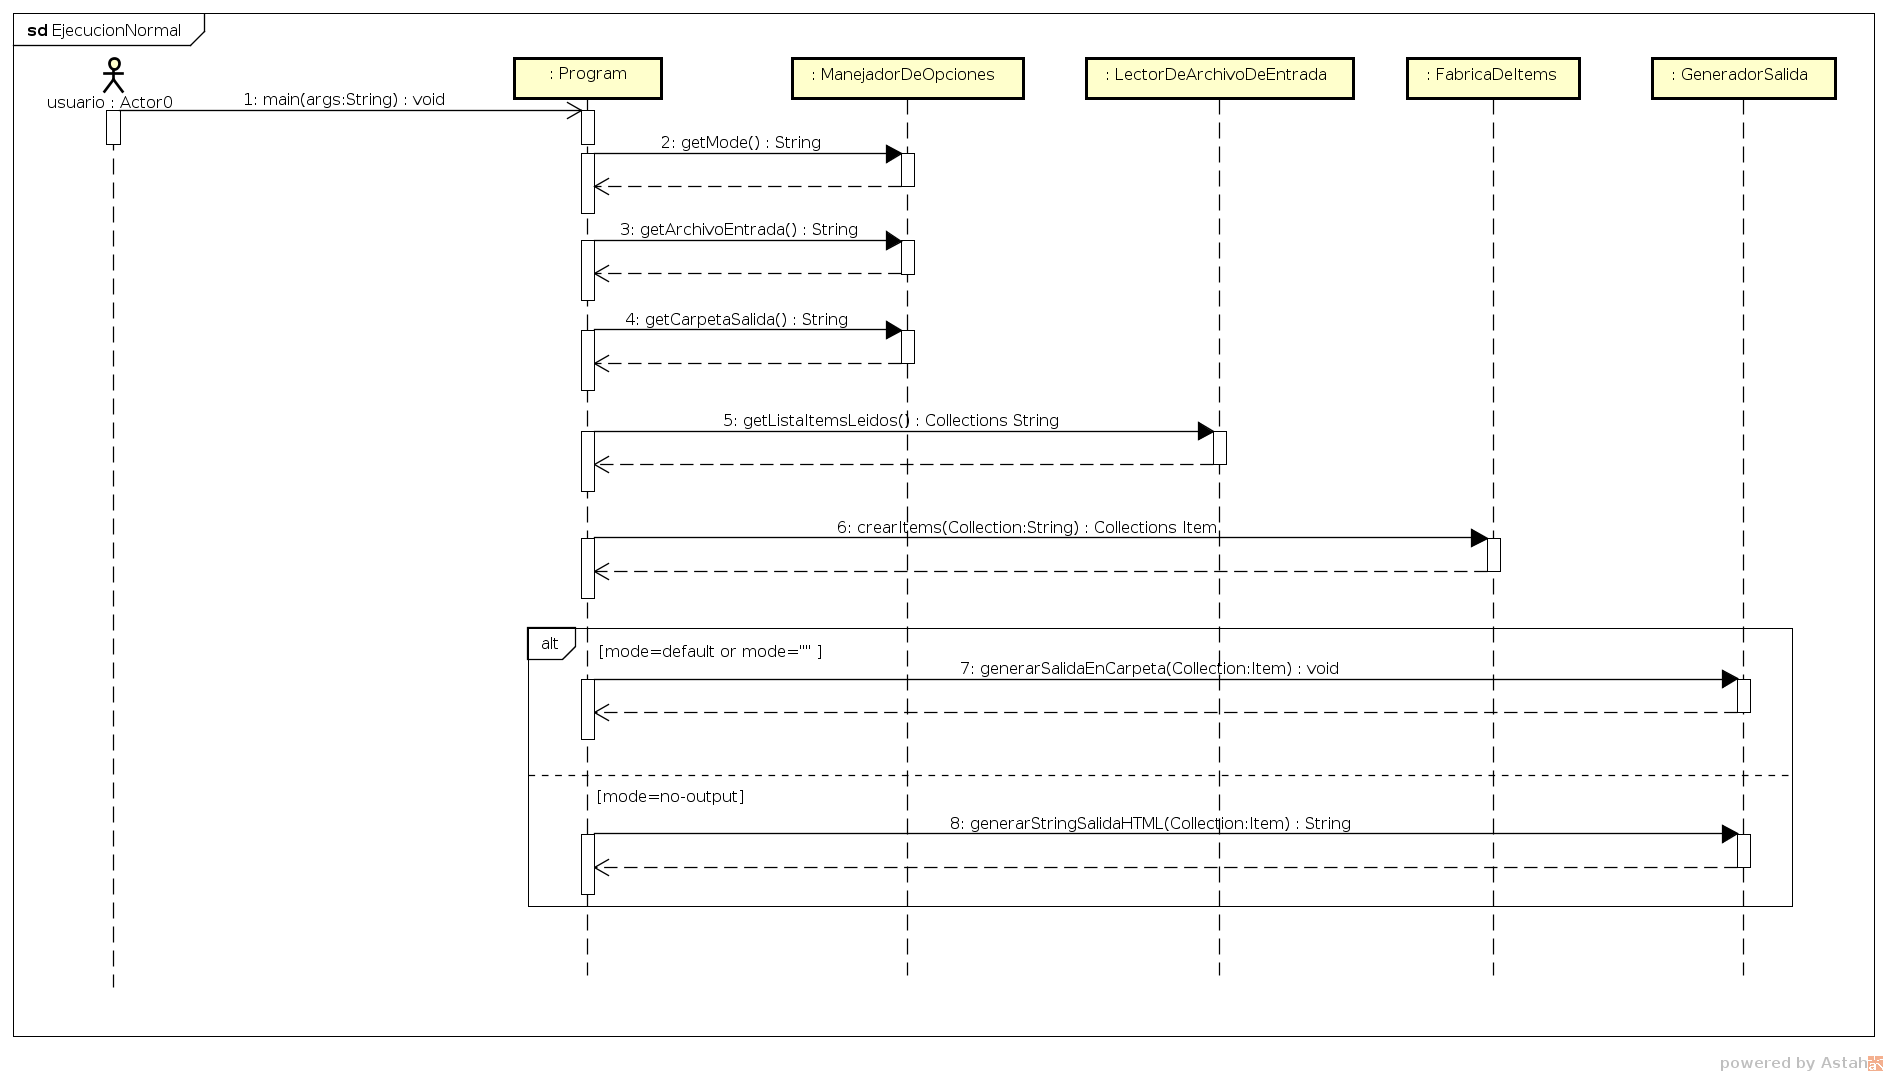 sd EjecucionNormal
usuario : Actor0
: Program
: ManejadorDeOpciones
: LectorDeArchivoDeEntrada
: FabricaDeItems
: GeneradorSalida
1: main(args:String) : void
2: getMode() : String
3: getArchivoEntrada() : String
4: getCarpetaSalida() : String
5: getListaItemsLeidos() : Collections String
6: crearItems(Collection:String) : Collections Item
alt
[mode=default or mode="" ]
7: generarSalidaEnCarpeta(Collection:Item) : void
[mode=no-output]
8: generarStringSalidaHTML(Collection:Item) : String
powered by Astah